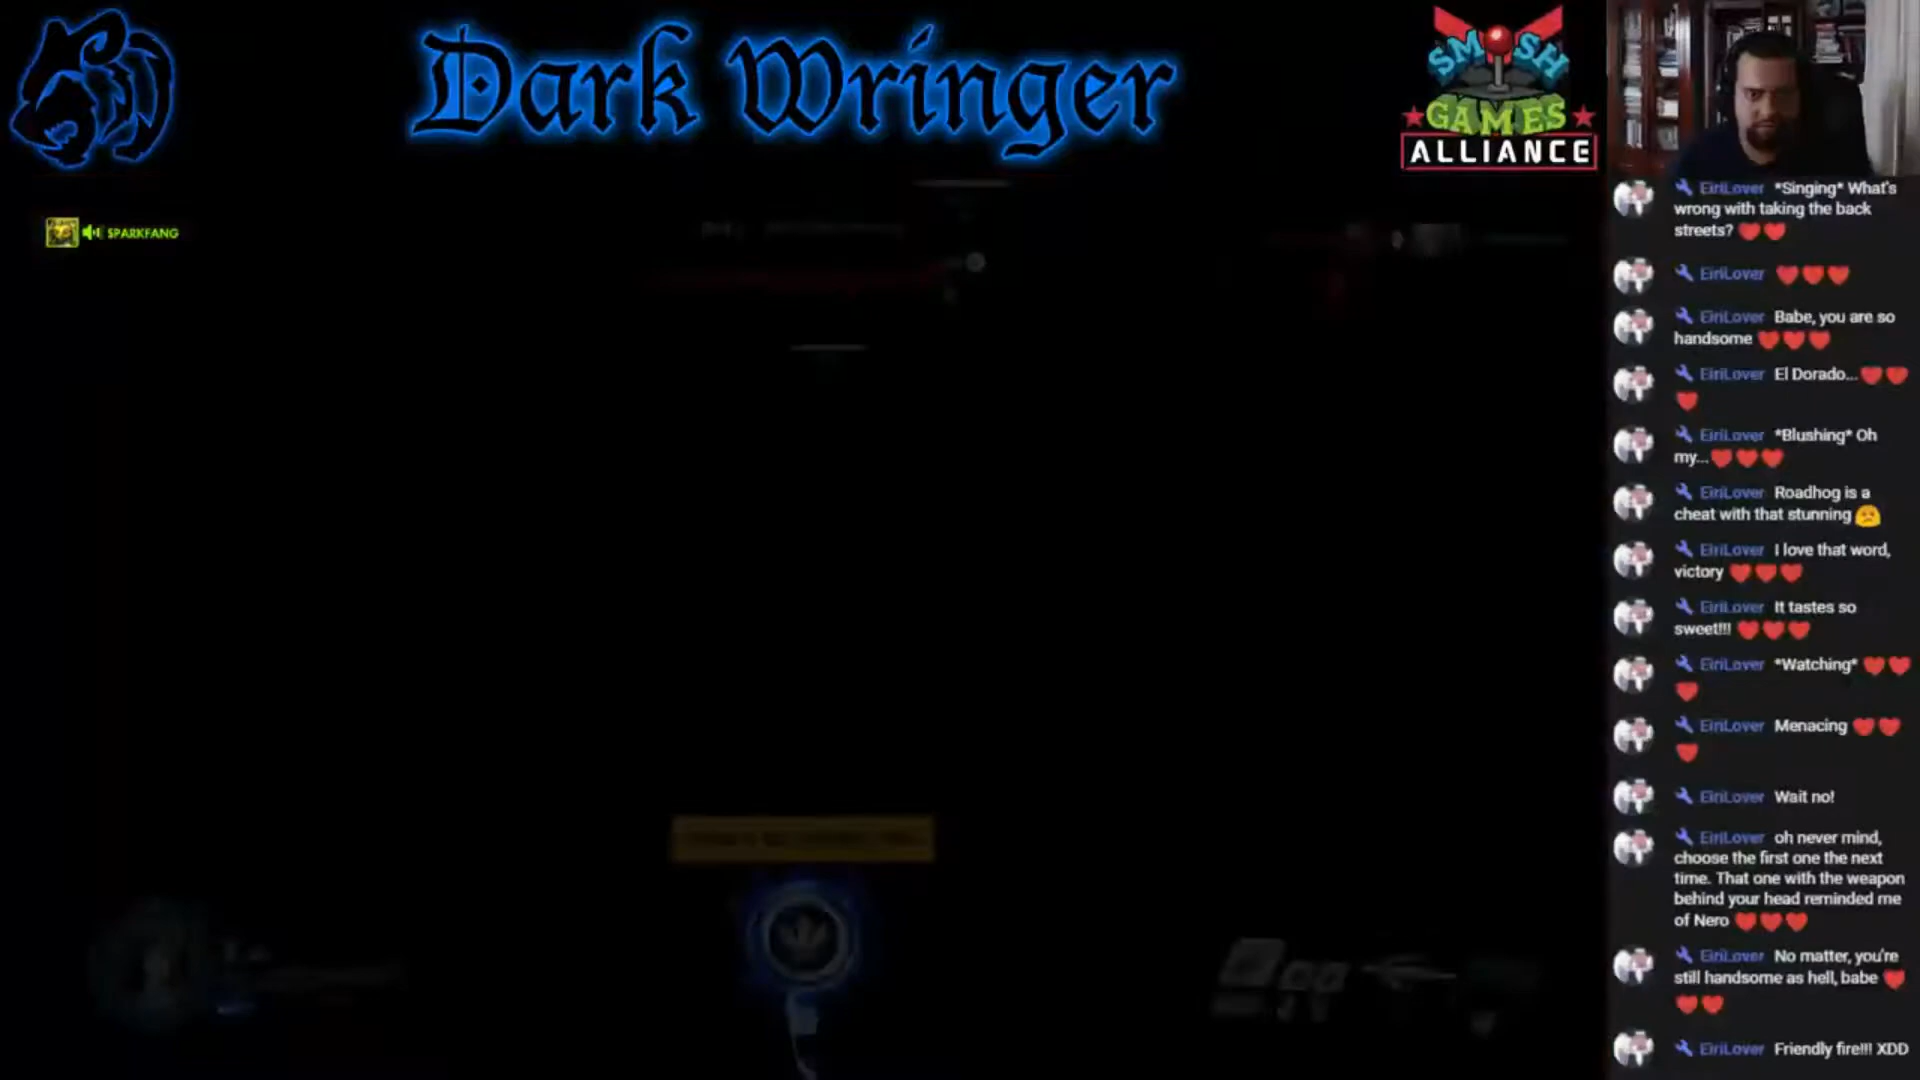 Dark Wringer
SMASH
GAMES
ALLIANCE
SPARKFANG
EiriLover *Singing* What's
wrong with taking the back
streets? ❤️❤️
EiriLover ❤️❤️❤️
EiriLover Babe, you are so
handsome ❤️❤️❤️
EiriLover El Dorado...❤️❤️
❤️
EiriLover *Blushing* Oh
my...❤️❤️❤️
EiriLover Roadhog is a
cheat with that stunning 🙁
EiriLover I love that word,
victory ❤️❤️❤️
EiriLover It tastes so
sweet!!! ❤️❤️❤️
EiriLover *Watching* ❤️❤️
❤️
EiriLover Menacing ❤️❤️
❤️
EiriLover Wait no!
EiriLover oh never mind,
choose the first one the next
time. That one with the weapon
behind your head reminded me
of Nero ❤️❤️❤️
EiriLover No matter, you're
still handsome as hell, babe ❤️
❤️❤️
EiriLover Friendly fire!!! XDD